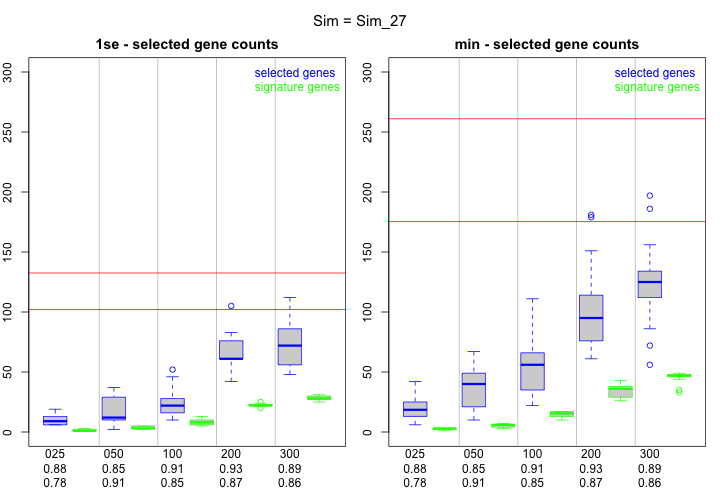 Sim = Sim_27
1se - selected gene counts
selected genes
signature genes
300
250
200
150
100
50
0
025 050 100 200 300
0.88 0.85 0.91 0.93 0.89
0.78 0.91 0.85 0.87 0.86
min - selected gene counts
selected genes
signature genes
300
250
200
150
100
50
0
025 050 100 200 300
0.88 0.85 0.91 0.93 0.89
0.78 0.91 0.85 0.87 0.86